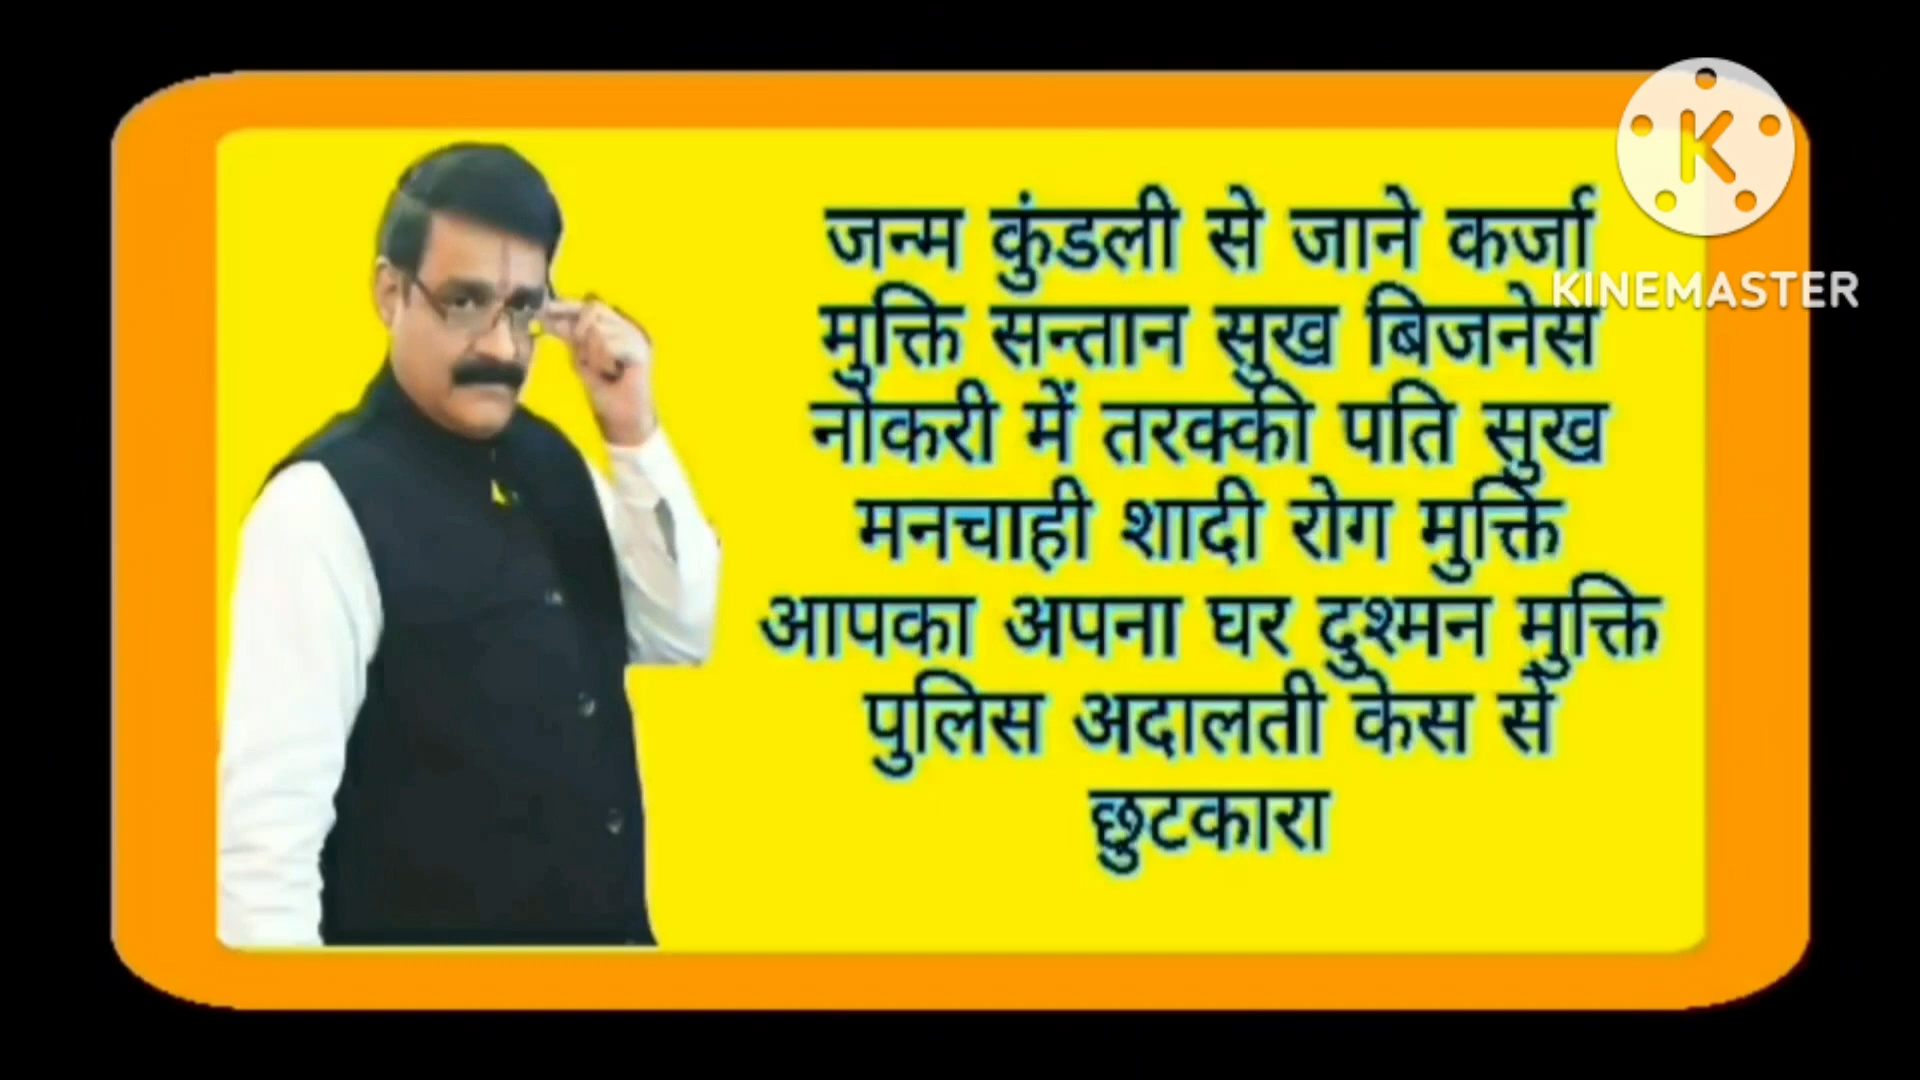 जन्म कुंडली से जाने कर्जा
मुक्ति सन्तान सुख बिजनेस
नोकरी में तरक्की पति सुख
मनचाही शादी रोग मुक्ति
आपका अपना घर दुश्मन मुक्ति
पुलिस अदालती केस से
छुटकारा
K
KINEMASTER